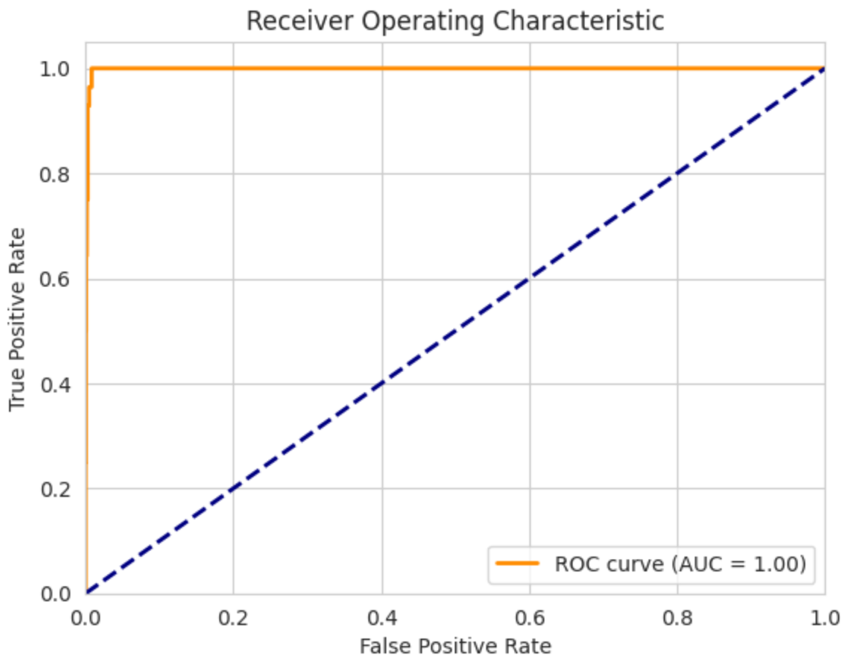 Receiver Operating Characteristic
True Positive Rate
1.0
0.8
0.6
0.4
0.2
0.0
ROC curve (AUC = 1.00)
0.0 0.2 0.4 0.6 0.8 1.0
False Positive Rate